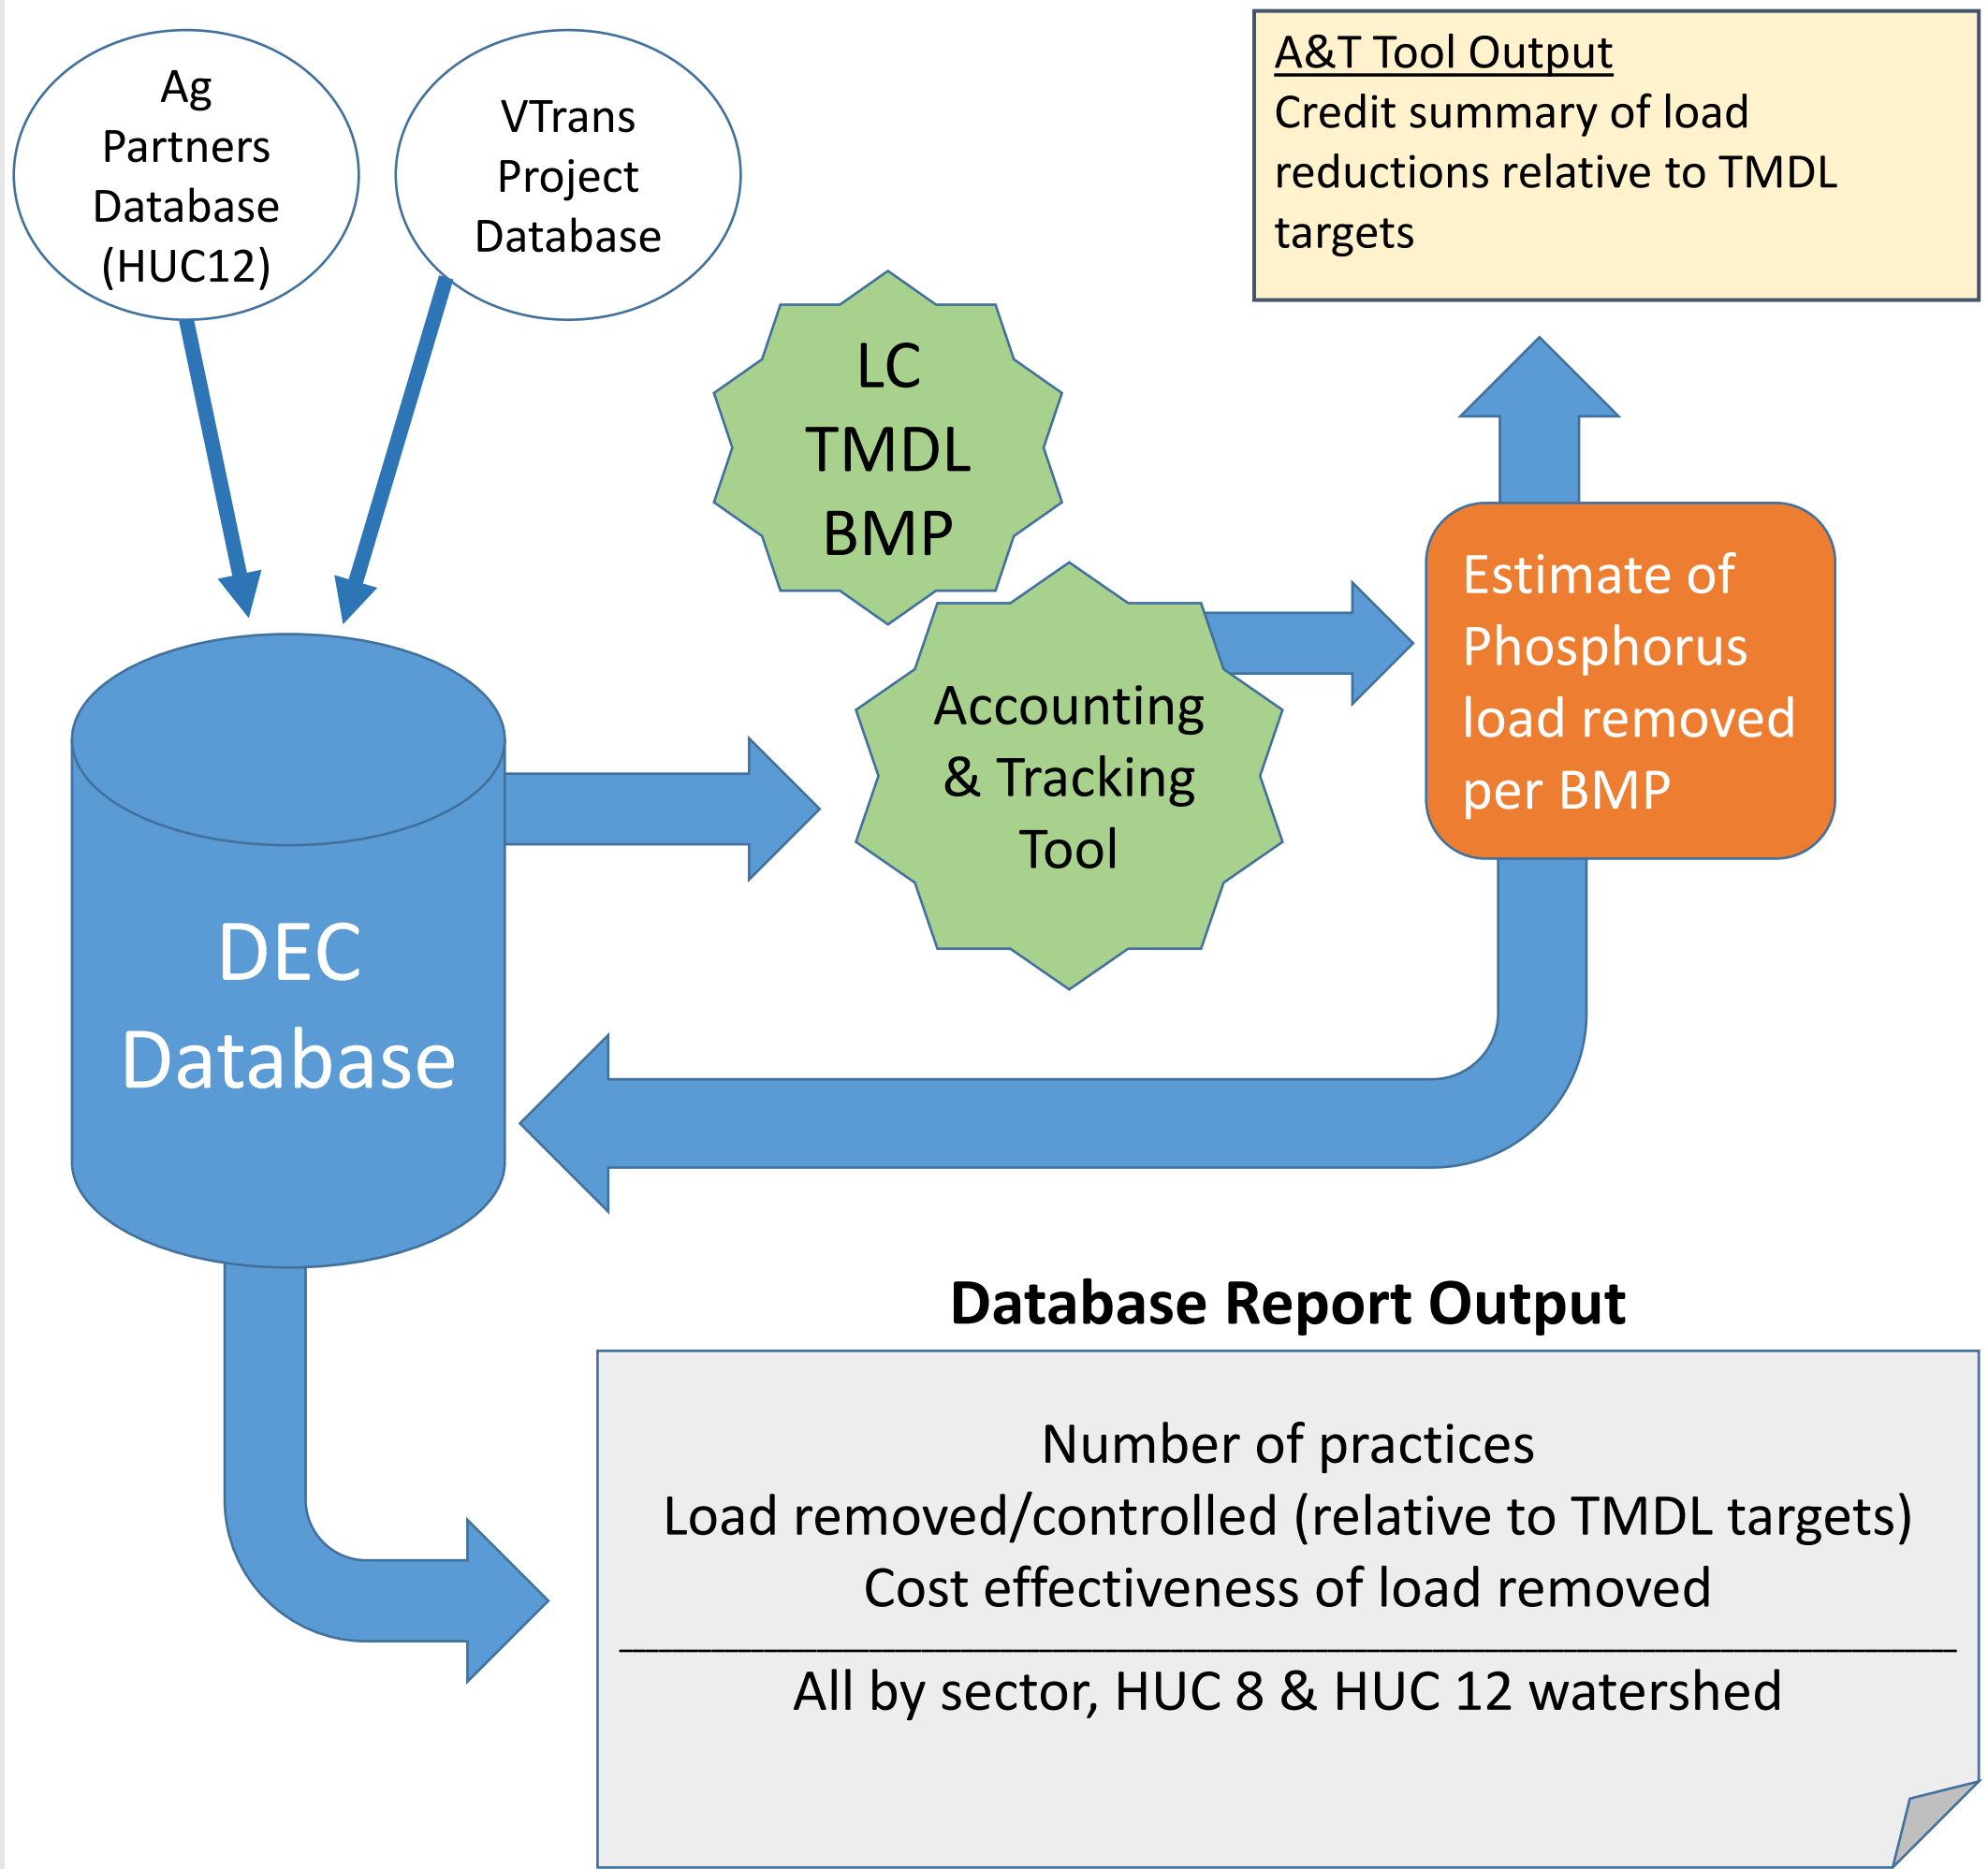 Ag
Partners
Database
(HUC12)
VTrans
Project
Database
A&T Tool Output
Credit summary of load
reductions relative to TMDL
targets
LC
TMDL
BMP
Accounting
& Tracking
Tool
Estimate of
Phosphorus
load removed
per BMP
DEC
Database
Database Report Output
Number of practices
Load removed/controlled (relative to TMDL targets)
Cost effectiveness of load removed
All by sector, HUC 8 & HUC 12 watershed